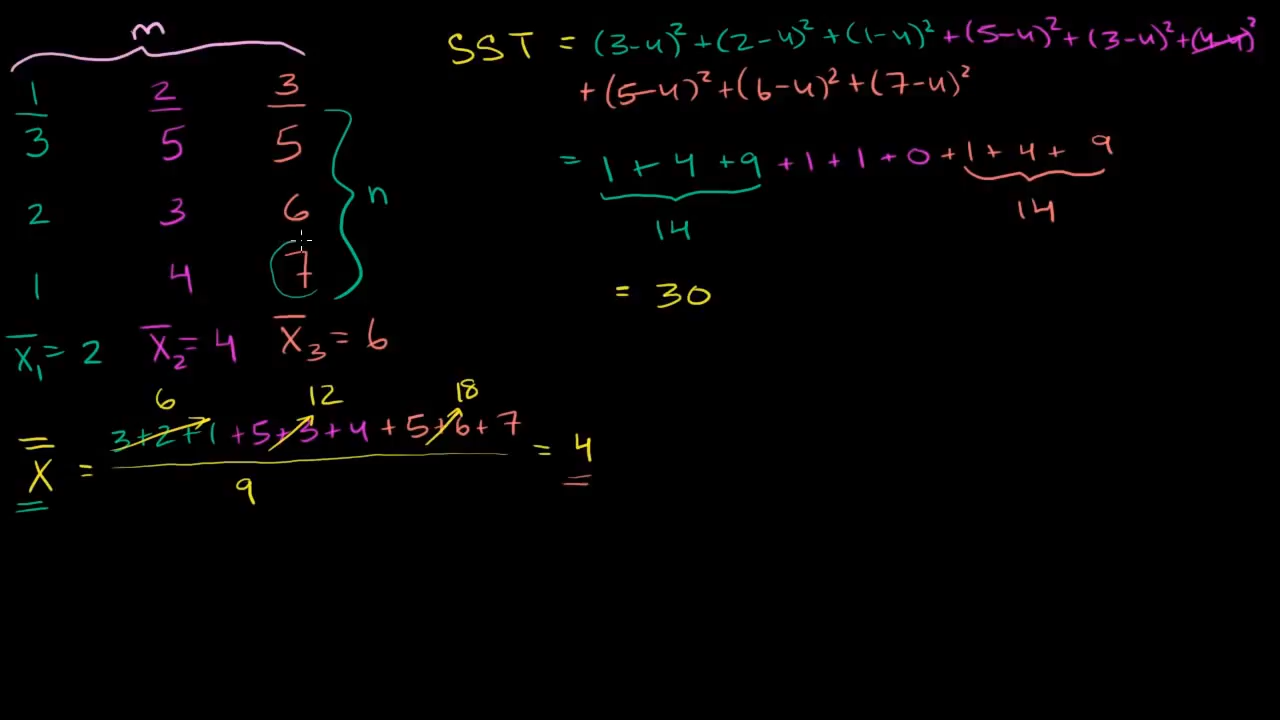 m
1 2 3
3 5 5
2 3 6
1 4 7
n
X̅₁ = 2 X̅₂ = 4 X̅₃ = 6
6 12 18
X̿ = 3+2+1 +5+3+4 +5+6+7 = 4
9
SST = (3-4)² + (2-4)² + (1-4)² + (5-4)² + (3-4)² + (4-4)²
+ (5-4)² + (6-4)² + (7-4)²
= 1 + 4 + 9 + 1 + 1 + 0 + 1 + 4 + 9
14 14
= 30